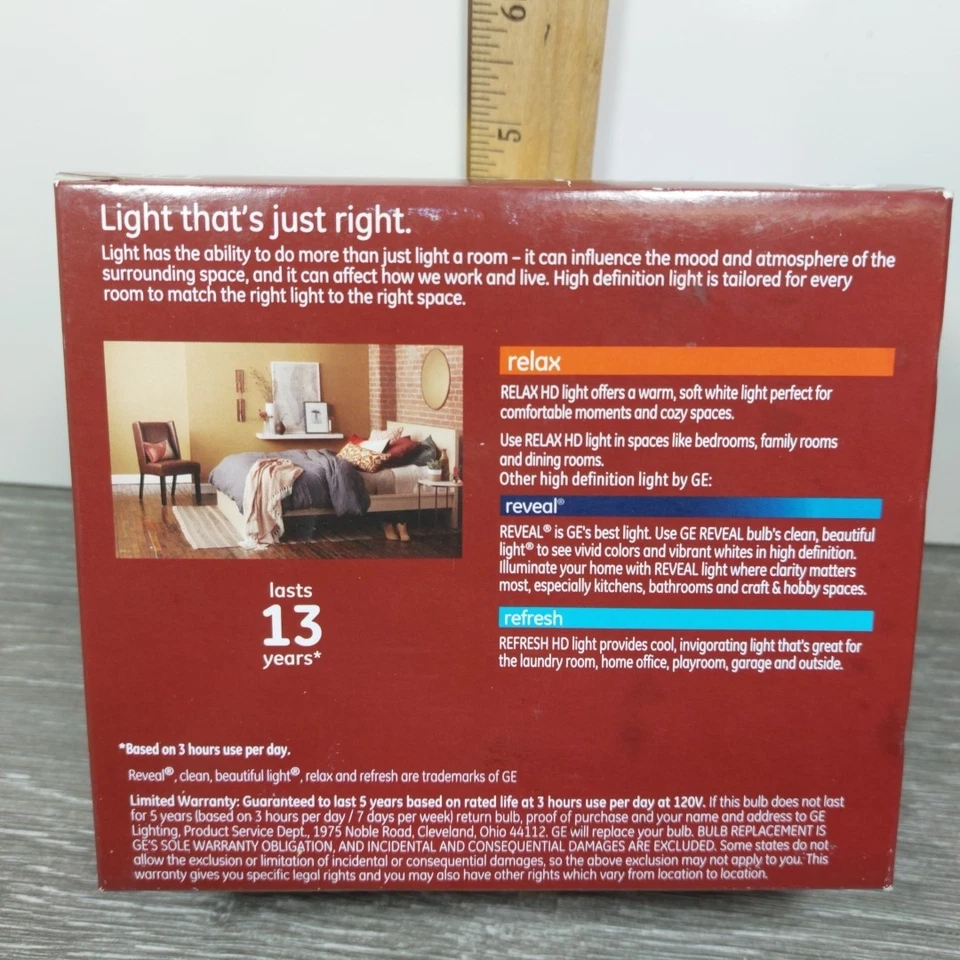 6
5
Light that's just right.
Light has the ability to do more than just light a room – it can influence the mood and atmosphere of the
surrounding space, and it can affect how we work and live. High definition light is tailored for every
room to match the right light to the right space.
relax
RELAX HD light offers a warm, soft white light perfect for
comfortable moments and cozy spaces.
Use RELAX HD light in spaces like bedrooms, family rooms
and dining rooms.
Other high definition light by GE:
reveal®
REVEAL® is GE's best light. Use GE REVEAL bulb's clean, beautiful
light® to see vivid colors and vibrant whites in high definition.
Illuminate your home with REVEAL light where clarity matters
most, especially kitchens, bathrooms and craft & hobby spaces.
refresh
REFRESH HD light provides cool, invigorating light that's great for
the laundry room, home office, playroom, garage and outside.
lasts
13
years*
*Based on 3 hours use per day.
Reveal®, clean, beautiful light®, relax and refresh are trademarks of GE
Limited Warranty: Guaranteed to last 5 years based on rated life at 3 hours use per day at 120V. If this bulb does not last
for 5 years (based on 3 hours per day / 7 days per week) return bulb, proof of purchase and your name and address to GE
Lighting, Product Service Dept., 1975 Noble Road, Cleveland, Ohio 44112. GE will replace your bulb. BULB REPLACEMENT IS
GE'S SOLE WARRANTY OBLIGATION, AND INCIDENTAL AND CONSEQUENTIAL DAMAGES ARE EXCLUDED. Some states do not
allow the exclusion or limitation of incidental or consequential damages, so the above exclusion may not apply to you. This
warranty gives you specific legal rights and you may also have other rights which vary from location to location.